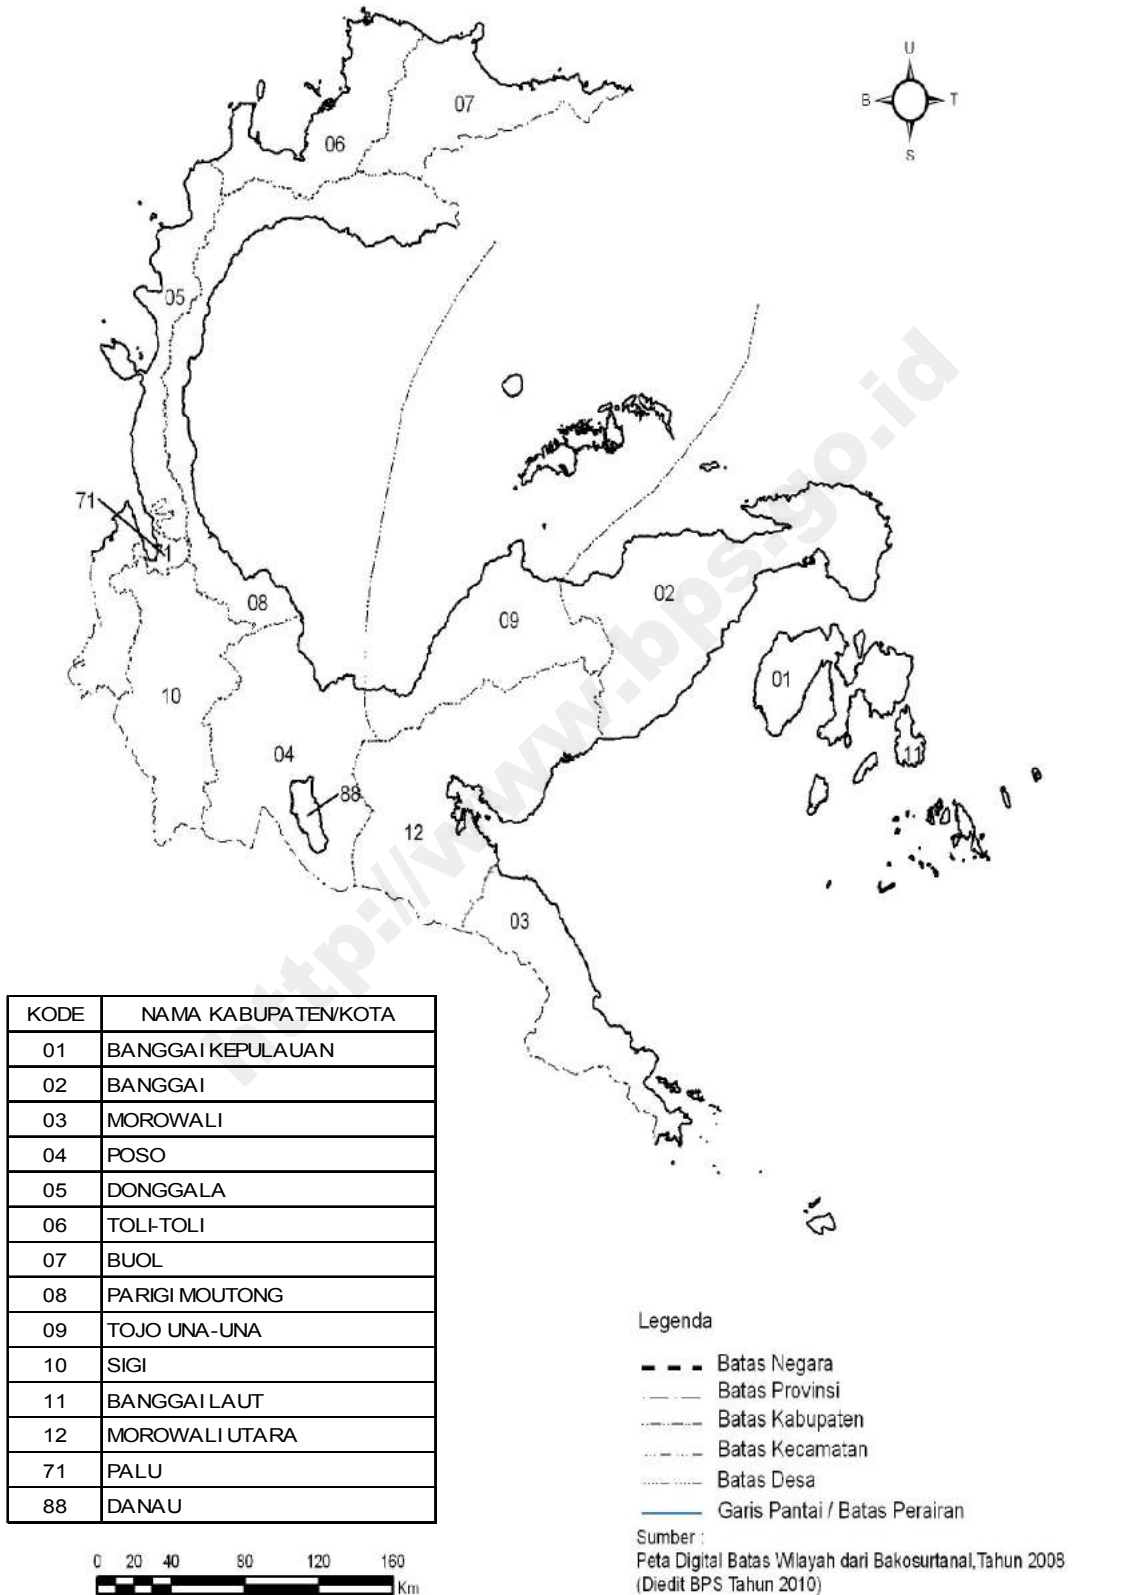 U
B T
S
07
06
05
71
71
08
09
02
01
10
04
11
88
12
03
http://www.bps.go.id
KODE NAMA KABUPATEN/KOTA
01 BANGGAI KEPULAUAN
02 BANGGAI
03 MOROWALI
04 POSO
05 DONGGALA
06 TOLI-TOLI
07 BUOL
08 PARIGI MOUTONG
09 TOJO UNA-UNA
10 SIGI
11 BANGGAI LAUT
12 MOROWALI UTARA
71 PALU
88 DANAU
0 20 40 80 120 160
Km
Legenda
Batas Negara
Batas Provinsi
Batas Kabupaten
Batas Kecamatan
Batas Desa
Garis Pantai / Batas Perairan
Sumber :
Peta Digital Batas Wilayah dari Bakosurtanal,Tahun 2008
(Diedit BPS Tahun 2010)